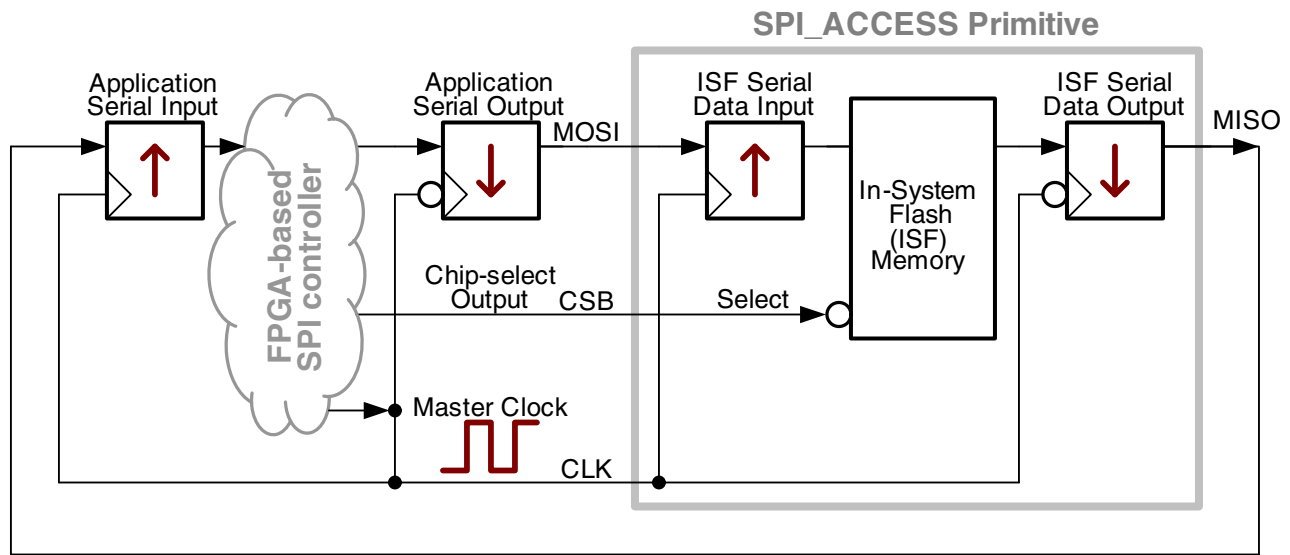 SPI_ACCESS Primitive
Application
Serial Input
Application
Serial Output
ISF Serial
Data Input
ISF Serial
Data Output
MOSI
MISO
FPGA-based
SPI controller
In-System
Flash
(ISF)
Memory
Chip-select
Output
CSB
Select
Master Clock
CLK